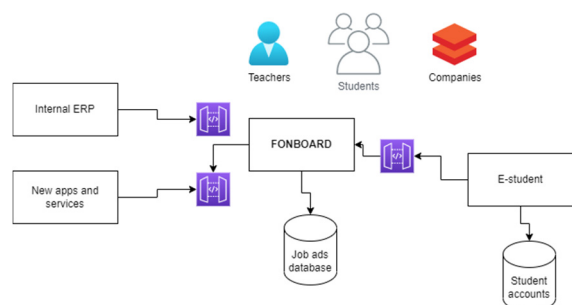 Teachers
Students
Companies
Internal ERP
FONBOARD
New apps and
services
E-student
Job ads
database
Student
accounts